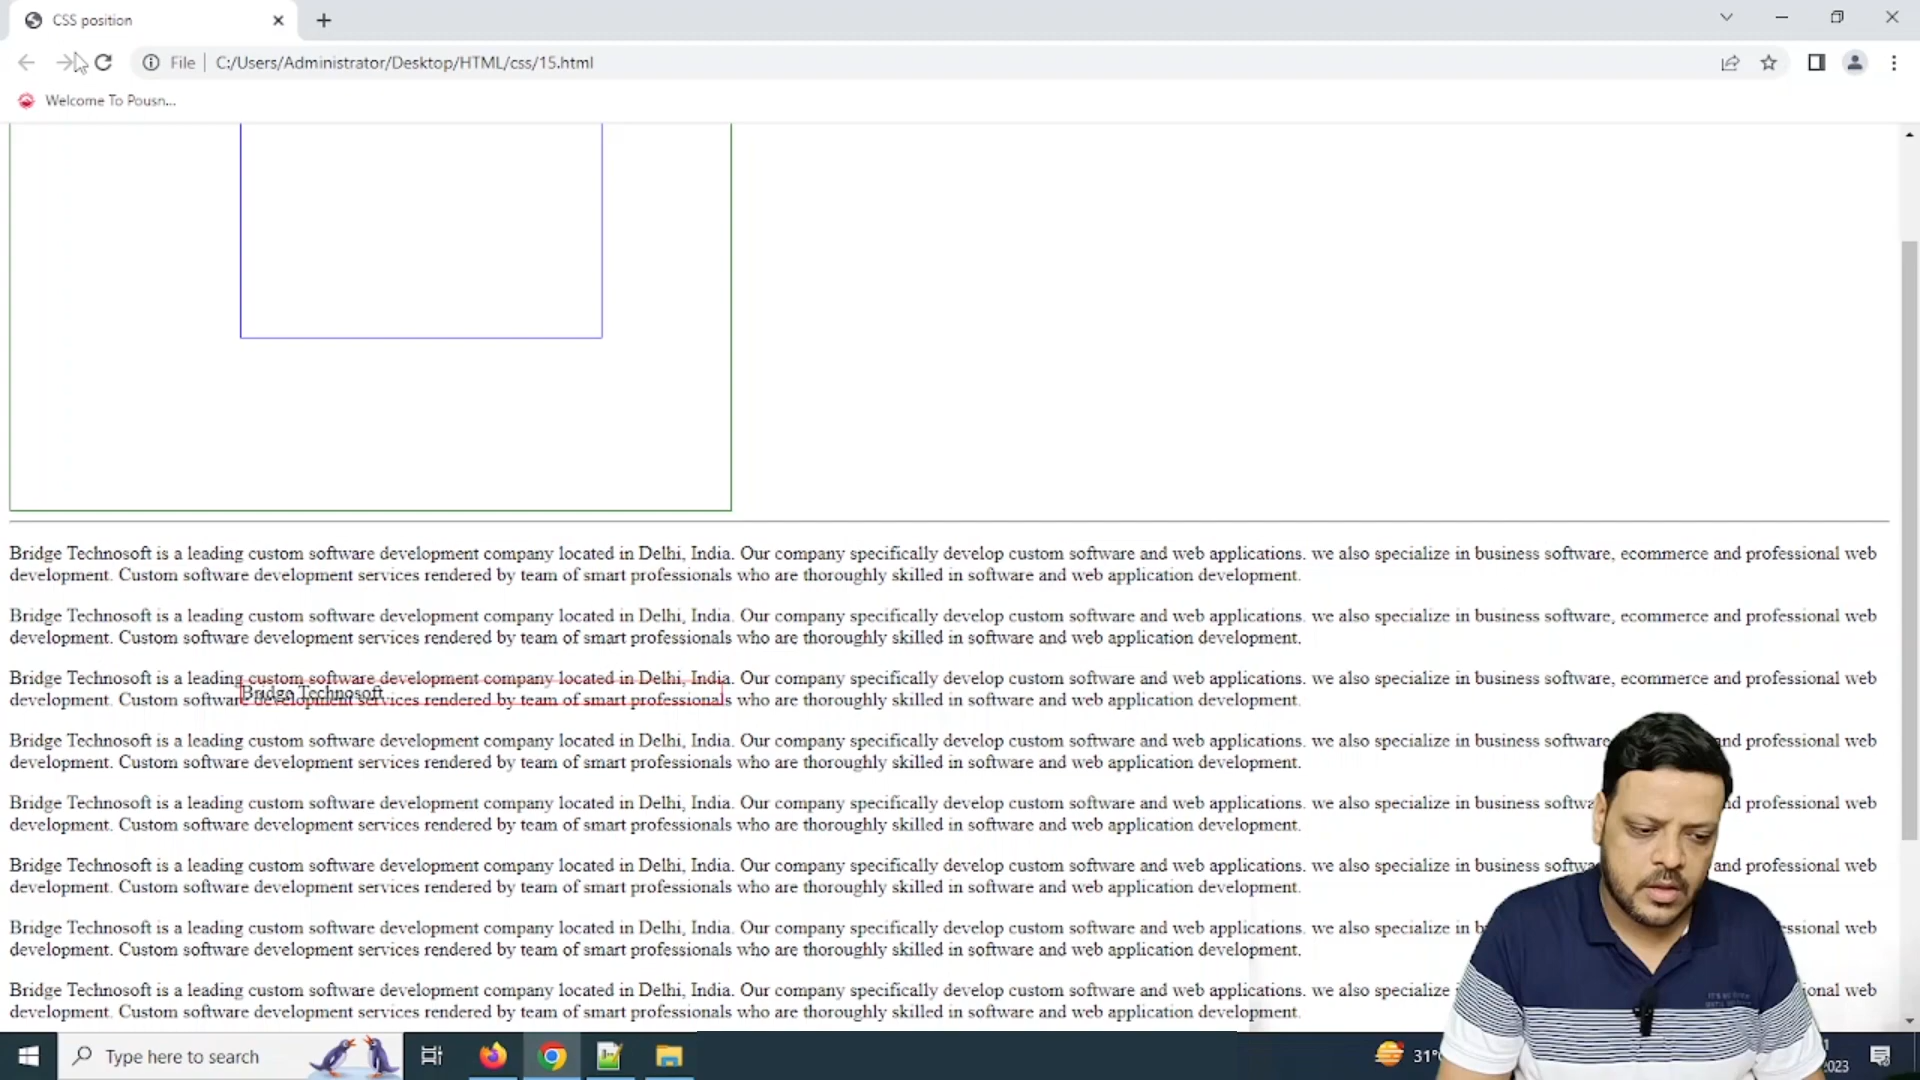 CSS position
File C:/Users/Administrator/Desktop/HTML/css/15.html
Welcome To Pousn...
Bridge Technosoft is a leading custom software development company located in Delhi, India. Our company specifically develop custom software and web applications. we also specialize in business software, ecommerce and professional web
development. Custom software development services rendered by team of smart professionals who are thoroughly skilled in software and web application development.
Bridge Technosoft is a leading custom software development company located in Delhi, India. Our company specifically develop custom software and web applications. we also specialize in business software, ecommerce and professional web
development. Custom software development services rendered by team of smart professionals who are thoroughly skilled in software and web application development.
Bridge Technosoft is a leading custom software development company located in Delhi, India. Our company specifically develop custom software and web applications. we also specialize in business software, ecommerce and professional web
Bridge Technosoft
development. Custom software development services rendered by team of smart professionals who are thoroughly skilled in software and web application development.
Bridge Technosoft is a leading custom software development company located in Delhi, India. Our company specifically develop custom software and web applications. we also specialize in business software and professional web
development. Custom software development services rendered by team of smart professionals who are thoroughly skilled in software and web application development.
Bridge Technosoft is a leading custom software development company located in Delhi, India. Our company specifically develop custom software and web applications. we also specialize in business professional web
development. Custom software development services rendered by team of smart professionals who are thoroughly skilled in software and web application development.
Bridge Technosoft is a leading custom software development company located in Delhi, India. Our company specifically develop custom software and web applications. we also specialize in business and professional web
development. Custom software development services rendered by team of smart professionals who are thoroughly skilled in software and web application development.
Bridge Technosoft is a leading custom software development company located in Delhi, India. Our company specifically develop custom software and web applications. we also specialize in web
development. Custom software development services rendered by team of smart professionals who are thoroughly skilled in software and web application development.
Bridge Technosoft is a leading custom software development company located in Delhi, India. Our company specifically develop custom software and web applications. we also specialize web
development. Custom software development services rendered by team of smart professionals who are thoroughly skilled in software and web application development.
Type here to search
31°